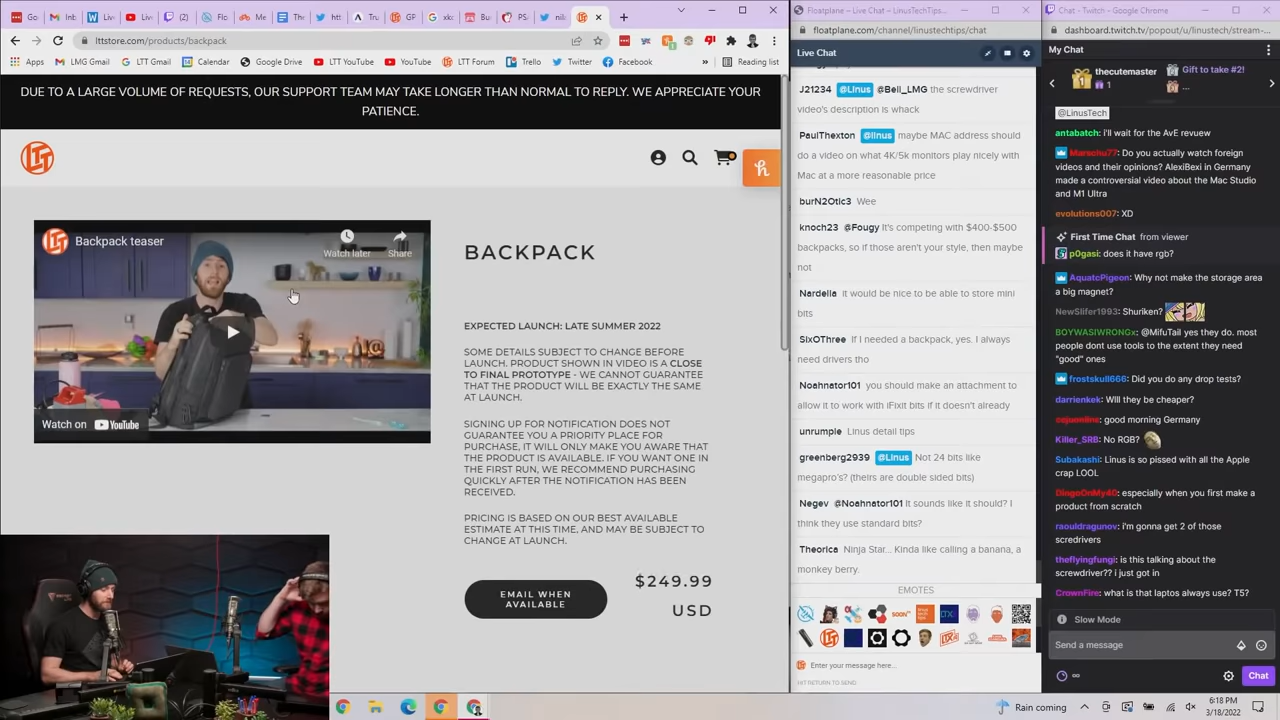 lttstore.com/products/backpack
Apps
LMG Gmail
LTT Gmail
Calendar
Google Drive
LTT YouTube
YouTube
LTT Forum
Trello
Twitter
Facebook
Other bookmarks
DUE TO A LARGE VOLUME OF REQUESTS, OUR SUPPORT TEAM MAY TAKE LONGER THAN NORMAL TO REPLY. WE APPRECIATE YOUR
PATIENCE.
Backpack teaser
Watch later
Share
Watch on YouTube
BACKPACK
EXPECTED LAUNCH: LATE SUMMER 2022
SOME DETAILS SUBJECT TO CHANGE BEFORE
LAUNCH. PRODUCT SHOWN IN VIDEO IS A CLOSE
TO FINAL PROTOTYPE - WE CANNOT GUARANTEE
THAT THE PRODUCT WILL BE EXACTLY THE SAME
AT LAUNCH.
SIGNING UP FOR NOTIFICATION DOES NOT
GUARANTEE YOU A PRIORITY PLACE FOR
PURCHASE, IT WILL ONLY MAKE YOU AWARE THAT
THE PRODUCT IS AVAILABLE. IF YOU WANT ONE IN
THE FIRST RUN, WE RECOMMEND PURCHASING
QUICKLY AFTER THE NOTIFICATION HAS BEEN
RECEIVED.
PRICING IS BASED ON OUR BEST AVAILABLE
ESTIMATE AT THIS TIME, AND MAY BE SUBJECT TO
CHANGE AT LAUNCH.
EMAIL WHEN
AVAILABLE
$249.99
USD
Floatplane – Live Chat – LinusTechTips...
floatplane.com/channel/linustechtips/chat
Live Chat
J21234 @Linus @Bell_LMG the screwdriver
video's description is whack
PaulThexton @linus maybe MAC address should
do a video on what 4K/5k monitors play nicely with
Mac at a more reasonable price
burN2Otic3 Wee
knoch23 @Fougy It's competing with $400-$500
backpacks, so if those aren't your style, then maybe
not
Nardelia it would be nice to be able to store mini
bits
SixOThree If I needed a backpack, yes. I always
need drivers tho
Noahnator101 you should make an attachment to
allow it to work with iFixit bits if it doesn't already
unrumple Linus detail tips
greenberg2939 @Linus Not 24 bits like
megapro's? (theirs are double sided bits)
Negev @Noahnator101 It sounds like it should? I
think they use standard bits?
Theorica Ninja Star... Kinda like calling a banana, a
monkey berry.
EMOTES
Enter your message here...
HIT RETURN TO SEND.
Chat - Twitch - Google Chrome
dashboard.twitch.tv/popout/u/linustech/stream-...
My Chat
thecutemaster
1
Gift to take #2!
...
@LinusTech
antabatch: i'll wait for the AvE revuew
Marschu77: Do you actually watch foreign
videos and their opinions? AlexiBexi in Germany
made a controversial video about the Mac Studio
and M1 Ultra
evolutions007: XD
First Time Chat from viewer
p0gasi: does it have rgb?
AquatcPigeon: Why not make the storage area
a big magnet?
NewSlifer1993: Shuriken?
BOYWASIWRONGx: @MifuTail yes they do. most
people dont use tools to the extent they need
"good" ones
frostskull666: Did you do any drop tests?
darrienkek: WIll they be cheaper?
good morning Germany
Killer_SRB: No RGB?
Subakashi: Linus is so pissed with all the Apple
crap LOOL
DingoOnMy40: especially when you first make a
product from scratch
raouldragunov: i'm gonna get 2 of those
scredrivers
theflyingfungi: is this talking about the
screwdriver?? i just got in
CrownFire: what is that laptos always use? T5?
Slow Mode
Send a message
∞
Chat
Rain coming
6:18 PM
3/18/2022